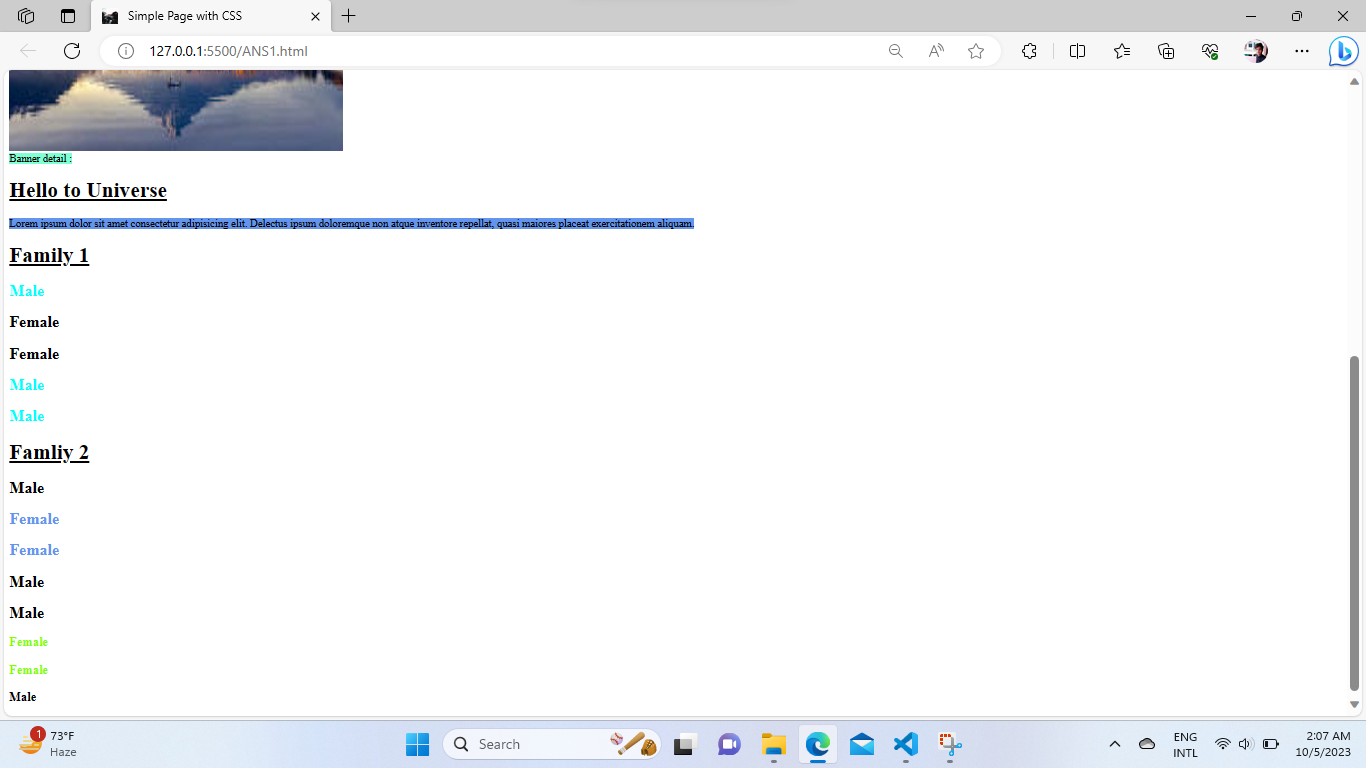 Simple Page with CSS
127.0.0.1:5500/ANS1.html
Banner detail :
Hello to Universe
Lorem ipsum dolor sit amet consectetur adipisicing elit. Delectus ipsum doloremque non atque inventore repellat, quasi maiores placeat exercitationem aliquam.
Family 1
Male
Female
Female
Male
Male
Famliy 2
Male
Female
Female
Male
Male
Female
Female
Male
1
73°F
Haze
Search
ENG
INTL
2:07 AM
10/5/2023